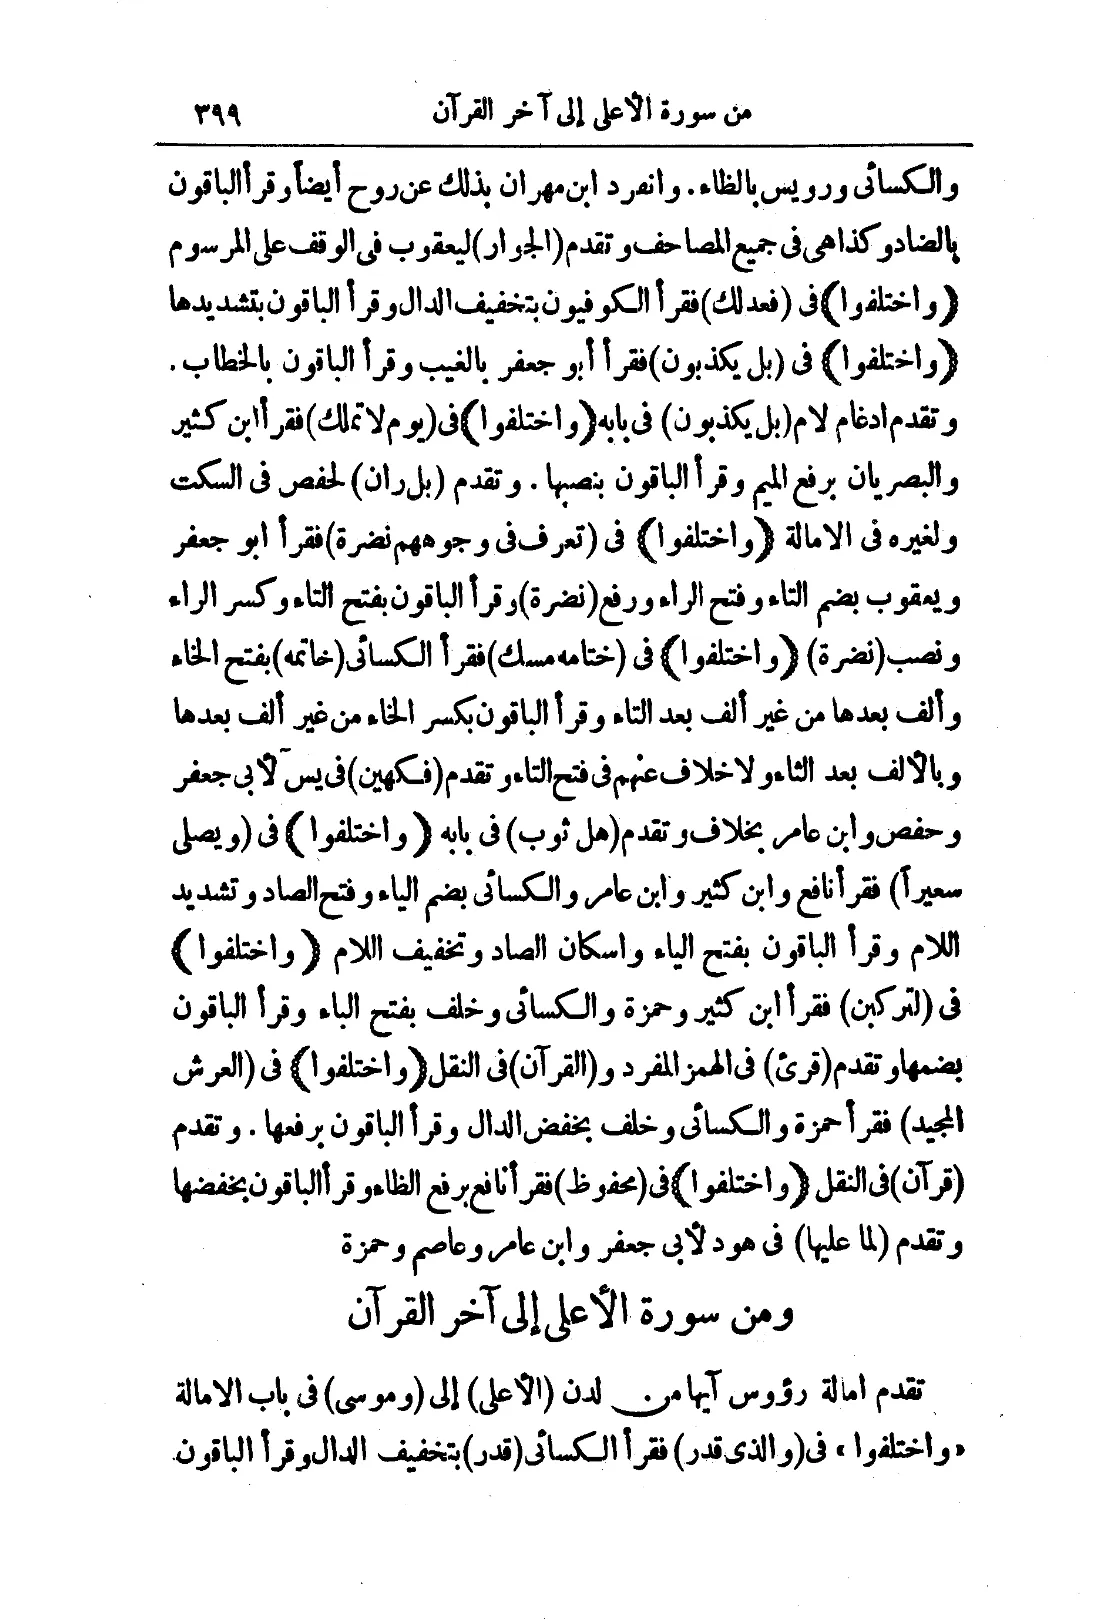 من سورة الأعلى إلى آخر القرآن ٣٩٩
والكسائى ورويس بالظاء. وانفرد ابن مهران بذلك عن روح أيضاً وقرأ الباقون
بالضاد وكذا هى فى جميع المصاحف وتقدم (الجوار) ليعقوب فى الوقف على المرسوم
﴿واختلفوا﴾ فى (فعدلك) فقرأ الكوفيون بتخفيف الدال وقرأ الباقون بتشديدها
﴿واختلفوا﴾ فى (بل يكذبون) فقرأ أبو جعفر بالغيب وقرأ الباقون بالخطاب.
وتقدم ادغام لام (بل يكذبون) فى بابه ﴿واختلفوا﴾ فى (يوم لا تملك) فقرأ ابن كثير
والبصريان برفع الميم وقرأ الباقون بنصبها. وتقدم (بل ران) لحفص فى السكت
ولغيره فى الامالة ﴿واختلفوا﴾ فى (تعرف فى وجوههم نضرة) فقرأ ابو جعفر
ويعقوب بضم التاء وفتح الراء ورفع (نضرة) وقرأ الباقون بفتح التاء وكسر الراء
ونصب (نضرة) ﴿واختلفوا﴾ فى (ختامه مسك) فقرأ الكسائى (خاتمه) بفتح الخاء
وألف بعدها من غير ألف بعد التاء وقرأ الباقون بكسر الخاء من غير ألف بعدها
وبالألف بعد التاء ولا خلاف عنهم فى فتح التاء وتقدم (فكهين) فى يسۤ لأبى جعفر
وحفص وابن عامر بخلاف وتقدم (هل ثوب) فى بابه ﴿واختلفوا﴾ فى (ويصلى
سعيراً) فقرأ نافع وابن كثير وابن عامر والكسائى بضم الياء وفتح الصاد وتشديد
اللام وقرأ الباقون بفتح الياء واسكان الصاد وتخفيف اللام ﴿واختلفوا﴾
فى (لتركبن) فقرأ ابن كثير وحمزة والكسائى وخلف بفتح الباء وقرأ الباقون
بضمها وتقدم (قرئ) فى الهمز المفرد و(القرآن) فى النقل ﴿واختلفوا﴾ فى (العرش
المجيد) فقرأ حمزة والكسائى وخلف بخفض الدال وقرأ الباقون برفعها. وتقدم
(قرآن) فى النقل ﴿واختلفوا﴾ فى (محفوظ) فقرأ نافع برفع الظاء وقرأ الباقون بخفضها
وتقدم (لما عليها) فى هود لأبى جعفر وابن عامر وعاصم وحمزة
ومن سورة الأعلى إلى آخر القرآن
تقدم امالة رؤوس آيها من لدن (الأعلى) إلى (وموسى) فى باب الامالة
«واختلفوا» فى (والذى قدر) فقرأ الكسائى (قدر) بتخفيف الدال وقرأ الباقون